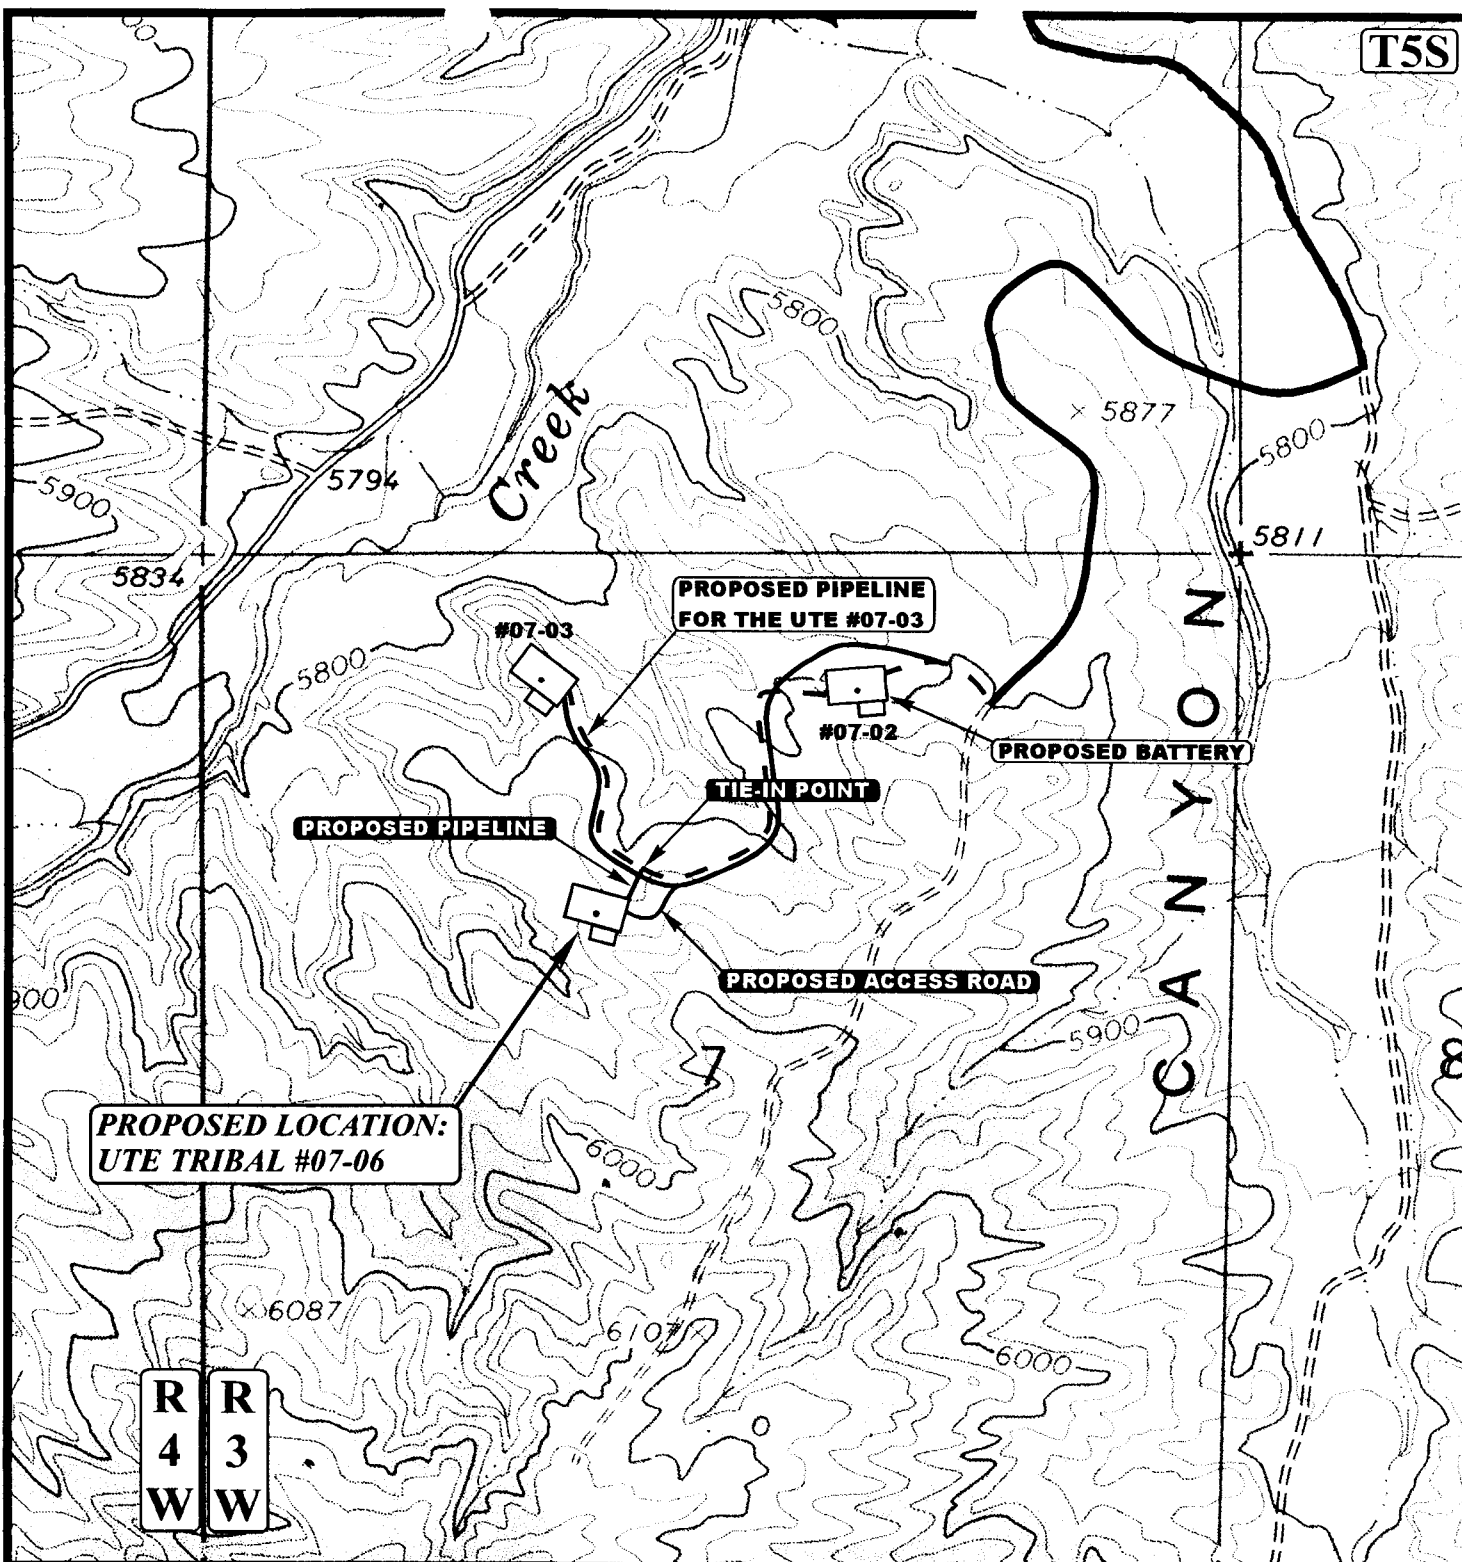 T5S
5800
Creek
5877
5800
5794
5900
5811
5834
PROPOSED PIPELINE
FOR THE UTE #07-03
#07-03
5800
CANYON
#07-02
PROPOSED BATTERY
TIE-IN POINT
PROPOSED PIPELINE
PROPOSED ACCESS ROAD
900
5900
7
8
PROPOSED LOCATION:
UTE TRIBAL #07-06
6000
6087
6107
6000
R
4
W
R
3
W